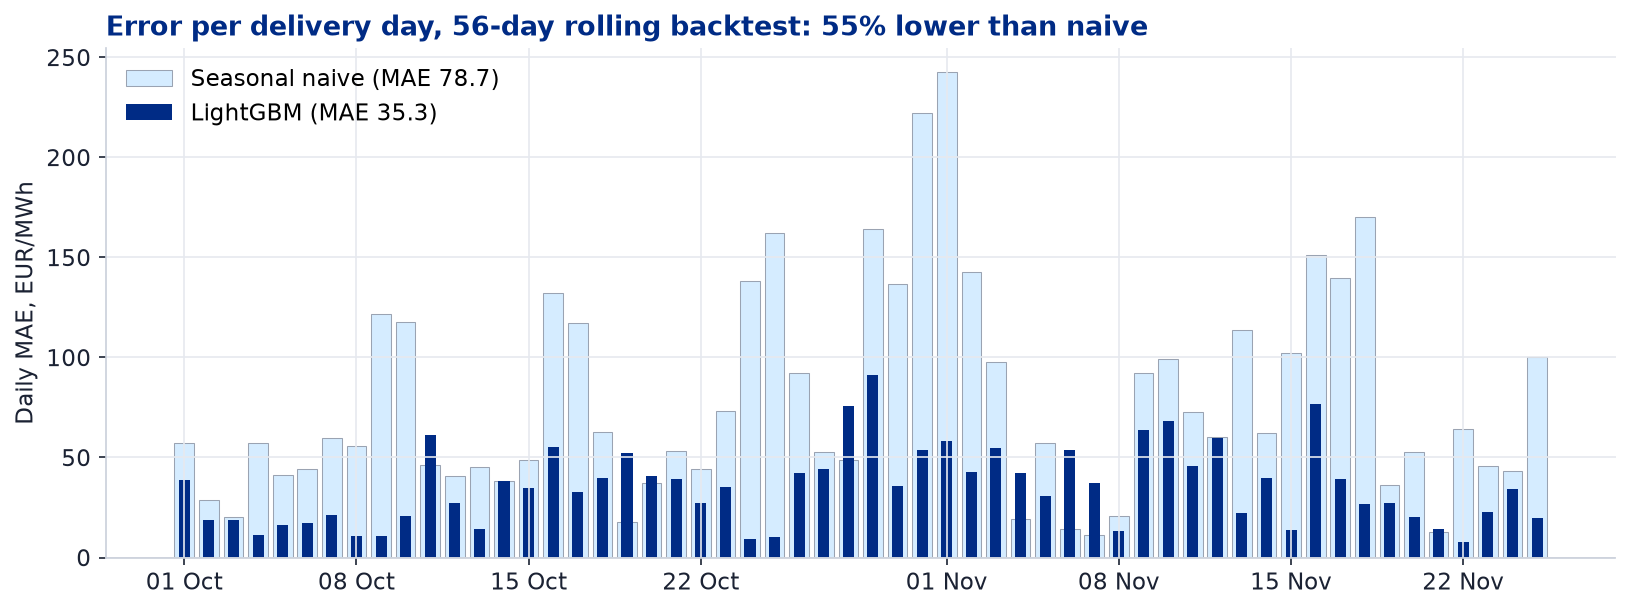 Error per delivery day, 56-day rolling backtest: 55% lower than naive
Seasonal naive (MAE 78.7)
LightGBM (MAE 35.3)
Daily MAE, EUR/MWh
250
200
150
100
50
0
01 Oct
08 Oct
15 Oct
22 Oct
01 Nov
08 Nov
15 Nov
22 Nov